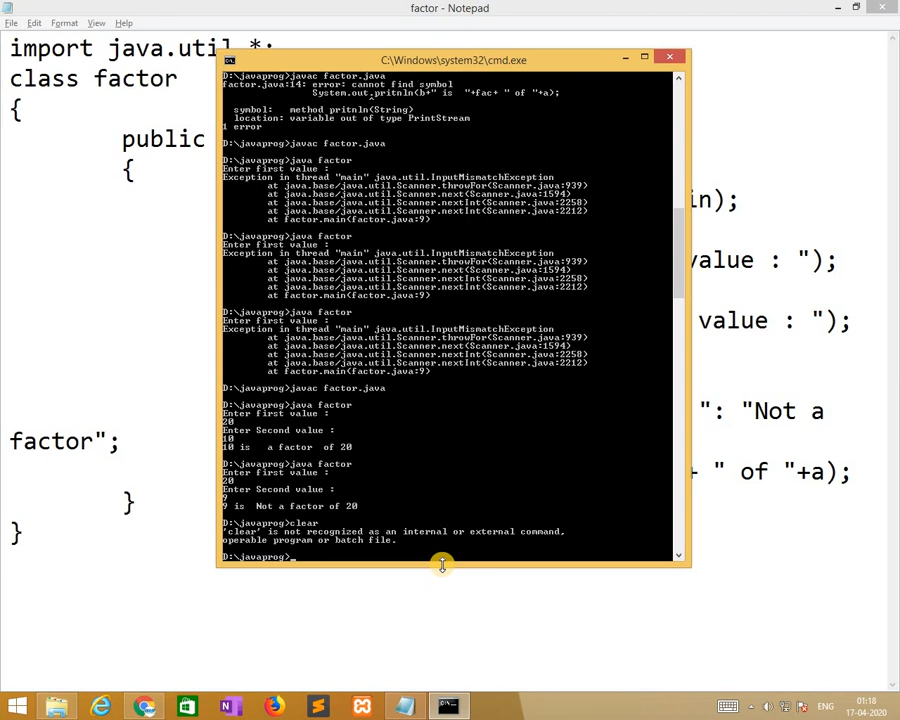 factor - Notepad
File Edit Format View Help
import java.util.*;
class factor
{
public
{
in);
value : ");
value : ");
": "Not a
factor";
+ " of "+a);
}
}
C:\Windows\system32\cmd.exe
D:\javaprog>javac factor.java
factor.java:14: error: cannot find symbol
System.out.pritnln(b+" is  "+fac+ " of "+a);
^
symbol:   method pritnln(String)
location: variable out of type PrintStream
1 error
D:\javaprog>javac factor.java
D:\javaprog>java factor
Enter first value :
Exception in thread "main" java.util.InputMismatchException
at java.base/java.util.Scanner.throwFor(Scanner.java:939)
at java.base/java.util.Scanner.next(Scanner.java:1594)
at java.base/java.util.Scanner.nextInt(Scanner.java:2258)
at java.base/java.util.Scanner.nextInt(Scanner.java:2212)
at factor.main(factor.java:9)
D:\javaprog>java factor
Enter first value :
Exception in thread "main" java.util.InputMismatchException
at java.base/java.util.Scanner.throwFor(Scanner.java:939)
at java.base/java.util.Scanner.next(Scanner.java:1594)
at java.base/java.util.Scanner.nextInt(Scanner.java:2258)
at java.base/java.util.Scanner.nextInt(Scanner.java:2212)
at factor.main(factor.java:9)
D:\javaprog>java factor
Enter first value :
Exception in thread "main" java.util.InputMismatchException
at java.base/java.util.Scanner.throwFor(Scanner.java:939)
at java.base/java.util.Scanner.next(Scanner.java:1594)
at java.base/java.util.Scanner.nextInt(Scanner.java:2258)
at java.base/java.util.Scanner.nextInt(Scanner.java:2212)
at factor.main(factor.java:9)
D:\javaprog>javac factor.java
D:\javaprog>java factor
Enter first value :
20
Enter Second value :
10
10 is   a factor  of 20
D:\javaprog>java factor
Enter first value :
20
Enter Second value :
9
9 is  Not a factor of 20
D:\javaprog>clear
'clear' is not recognized as an internal or external command,
operable program or batch file.
D:\javaprog>_
ENG
01:18
17-04-2020